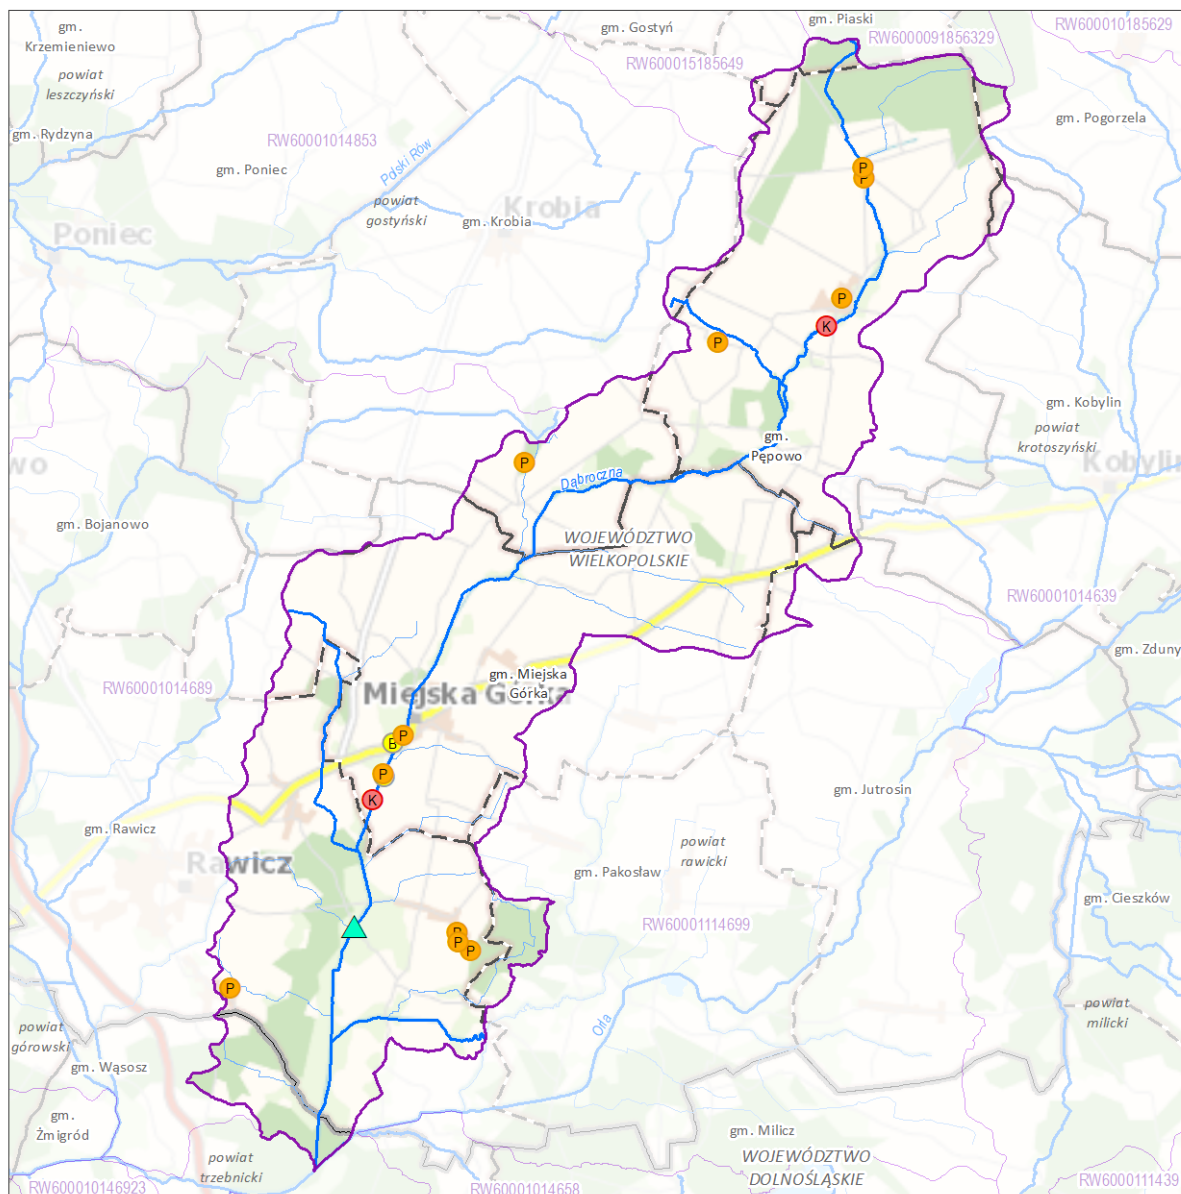 gm.
Krzemieniewo
gm. Gostyń
gm. Piaski
RW6000091856329
RW600010185629
powiat
leszczyński
RW600015185649
gm. Rydzyna
RW60001014853
gm. Pogorzela
Polski Rów
gm. Poniec
P
P
powiat
gostyński
Krobia
gm. Krobia
Poniec
P
K
P
gm. Kobylin
powiat
krotoszyński
gm.
Pępowo
P
Kobylin
Dąbroczna
gm. Bojanowo
WOJEWÓDZTWO
WIELKOPOLSKIE
RW60001014639
gm. Zduny
gm. Miejska
Górka
RW60001014689
Miejska Górka
B
P
P
K
gm. Jutrosin
gm. Rawicz
powiat
rawicki
Rawicz
gm. Pakosław
gm. Cieszków
RW60001114699
P
P
P
P
powiat
milicki
Orla
powiat
górowski
gm. Wąsosz
gm.
Żmigród
gm. Milicz
powiat
trzebnicki
WOJEWÓDZTWO
DOLNOŚLĄSKIE
RW600010146923
RW600010144658
RW6000111439